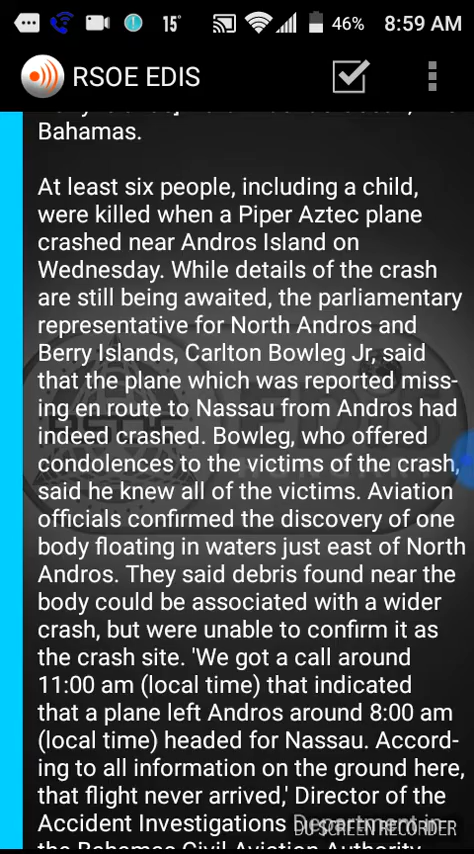 15°
46%
8:59 AM
RSOE EDIS
Bahamas.
At least six people, including a child,
were killed when a Piper Aztec plane
crashed near Andros Island on
Wednesday. While details of the crash
are still being awaited, the parliamentary
representative for North Andros and
Berry Islands, Carlton Bowleg Jr, said
that the plane which was reported miss-
ing en route to Nassau from Andros had
indeed crashed. Bowleg, who offered
condolences to the victims of the crash,
said he knew all of the victims. Aviation
officials confirmed the discovery of one
body floating in waters just east of North
Andros. They said debris found near the
body could be associated with a wider
crash, but were unable to confirm it as
the crash site. 'We got a call around
11:00 am (local time) that indicated
that a plane left Andros around 8:00 am
(local time) headed for Nassau. Accord-
ing to all information on the ground here,
that flight never arrived,' Director of the
Accident Investigations Department in
DU SCREEN RECORDER
the Bahamas Civil Aviation Authority